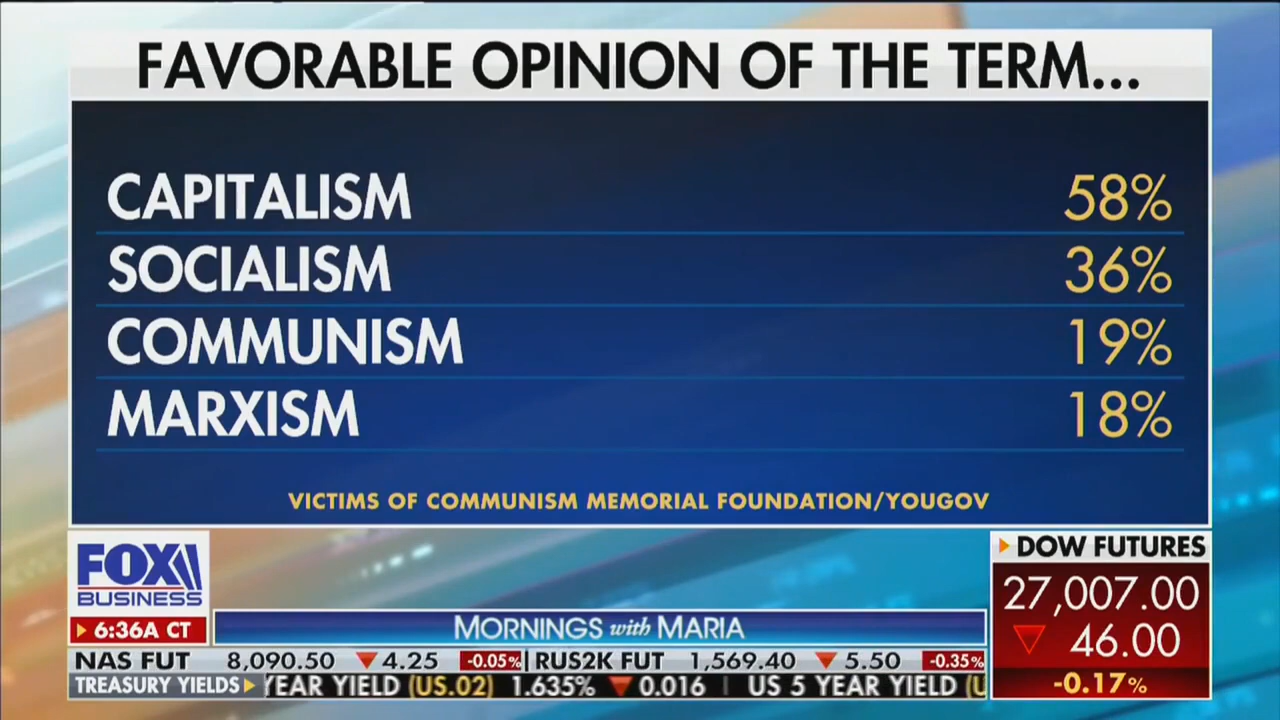 FAVORABLE OPINION OF THE TERM...
CAPITALISM 58%
SOCIALISM 36%
COMMUNISM 19%
MARXISM 18%
VICTIMS OF COMMUNISM MEMORIAL FOUNDATION/YOUGOV
FOX
BUSINESS
6:36A CT
MORNINGS with MARIA
DOW FUTURES
27,007.00
46.00
-0.17%
NAS FUT 8,090.50 4.25 -0.05% RUS2K FUT 1,569.40 5.50 -0.35%
TREASURY YIELDS YEAR YIELD (US.02) 1.635% 0.016 US 5 YEAR YIELD